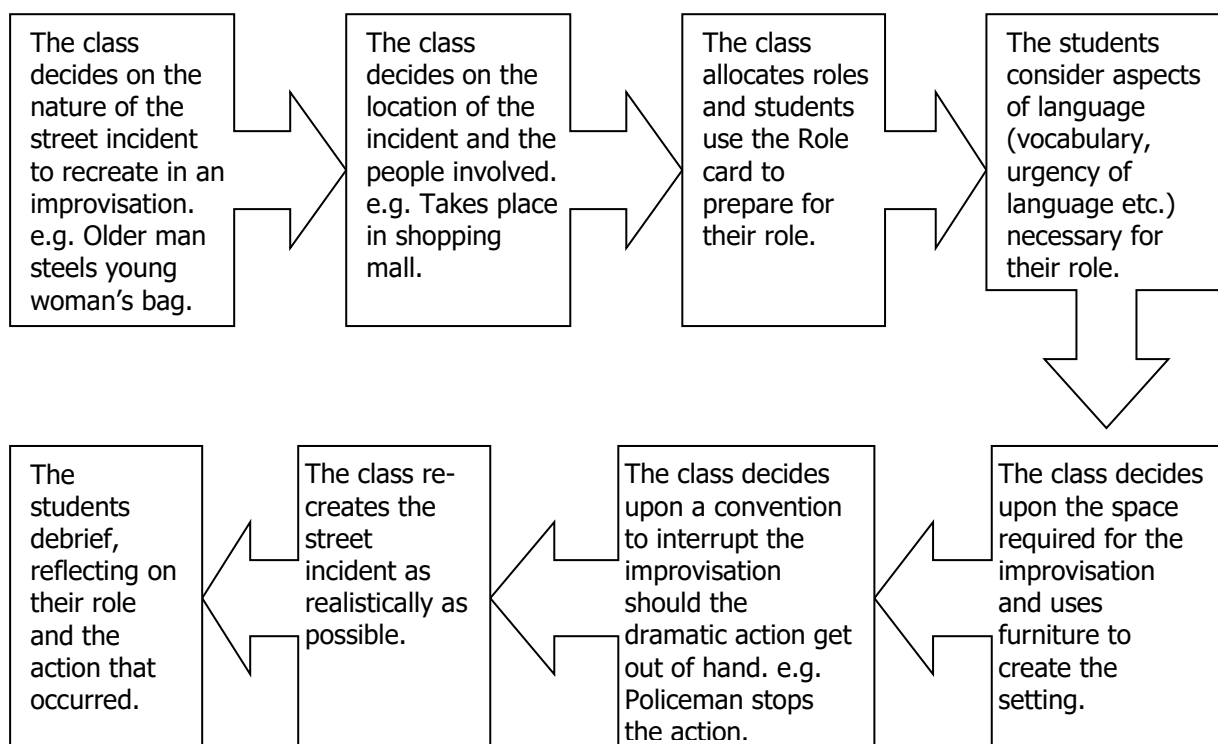 The class
decides on the
nature of the
street incident
to recreate in an
improvisation.
e.g. Older man
steels young
woman's bag.
The class
decides on the
location of the
incident and the
people involved.
e.g. Takes place
in shopping
mall.
The class
allocates roles
and students
use the Role
card to
prepare for
their role.
The students
consider aspects
of language
(vocabulary,
urgency of
language etc.)
necessary for
their role.
The class decides
upon the space
required for the
improvisation
and uses
furniture to
create the
setting.
The class decides
upon a convention
to interrupt the
improvisation
should the
dramatic action get
out of hand. e.g.
Policeman stops
the action.
The class re-
creates the
street
incident as
realistically as
possible.
The
students
debrief,
reflecting on
their role
and the
action that
occurred.